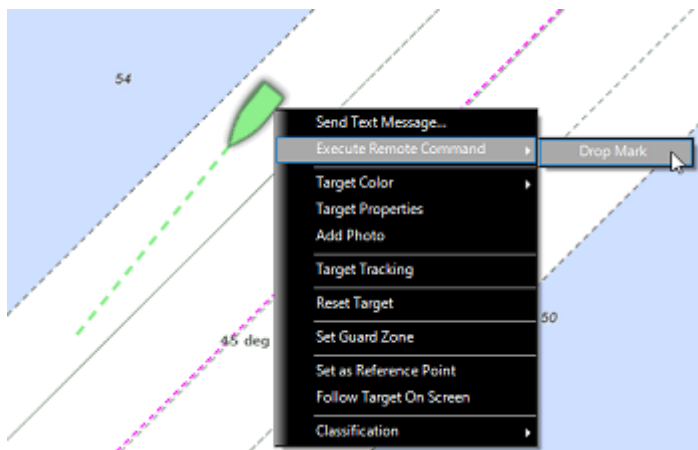 54
Send Text Message...
Execute Remote Command
Drop Mark
Target Color
Target Properties
Add Photo
Target Tracking
Reset Target
Set Guard Zone
Set as Reference Point
Follow Target On Screen
Classification
45 deg
50